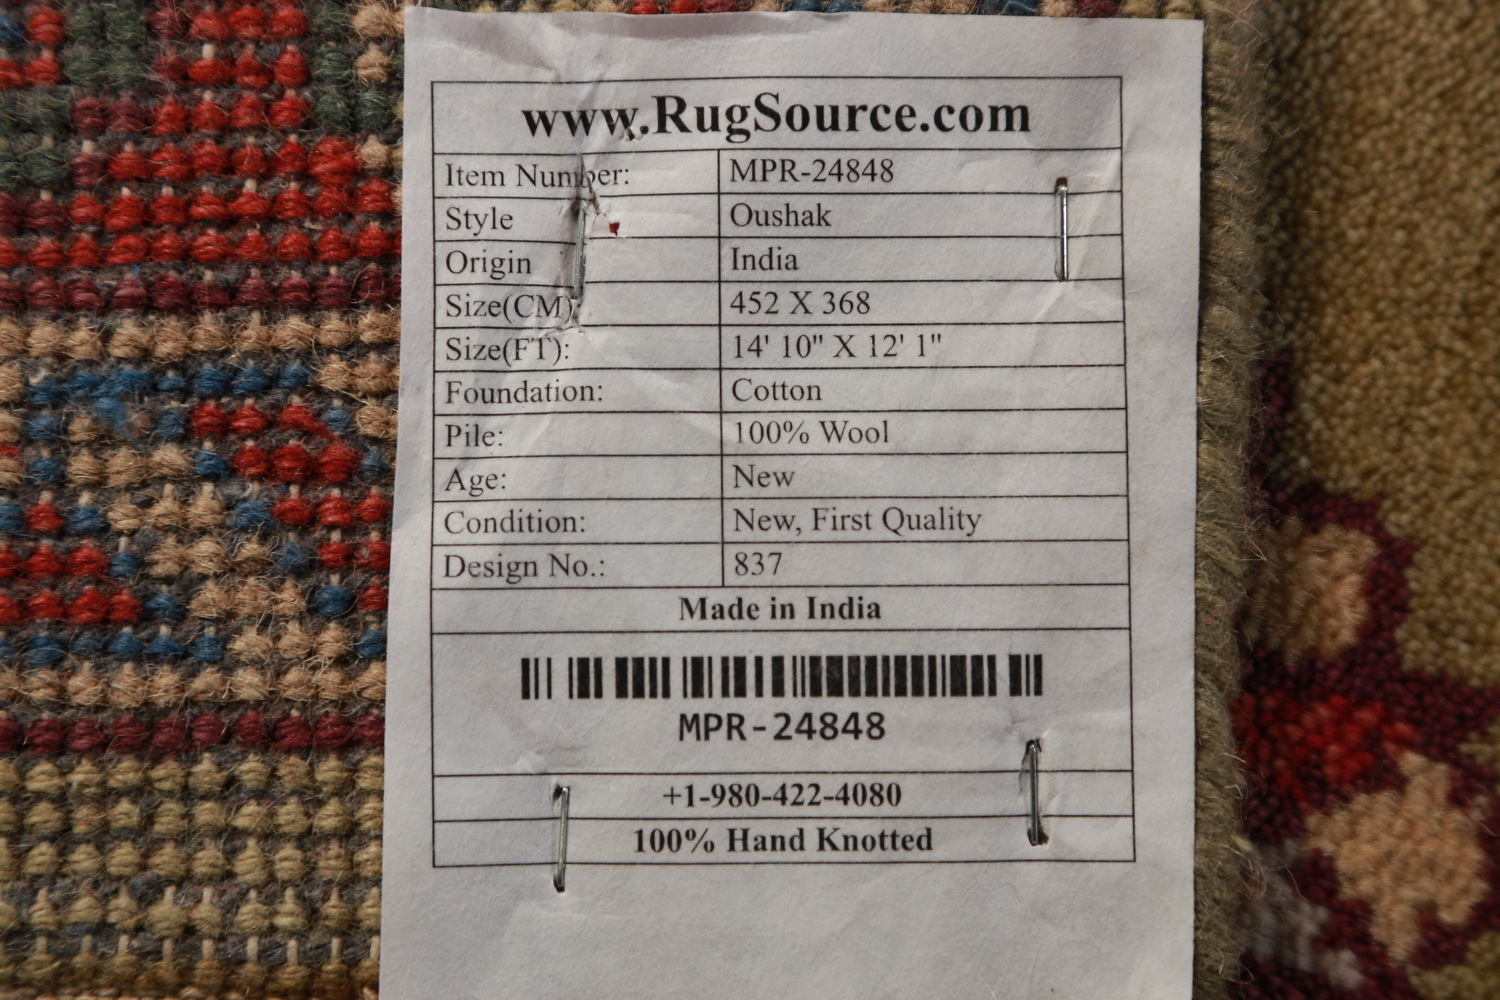 www.RugSource.com
Item Number: MPR-24848
Style Oushak
Origin India
Size(CM): 452 X 368
Size(FT): 14' 10" X 12' 1"
Foundation: Cotton
Pile: 100% Wool
Age: New
Condition: New, First Quality
Design No.: 837
Made in India
MPR-24848
+1-980-422-4080
100% Hand Knotted